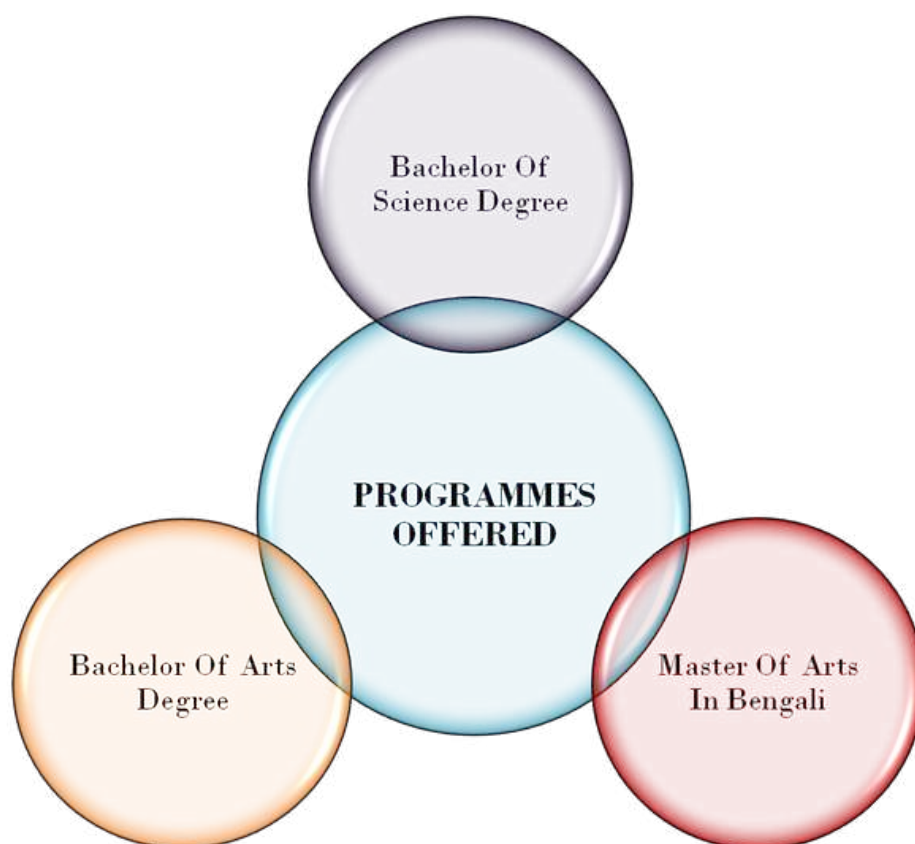 Bachelor Of
Science Degree
PROGRAMMES
OFFERED
Bachelor Of Arts
Degree
Master Of Arts
In Bengali